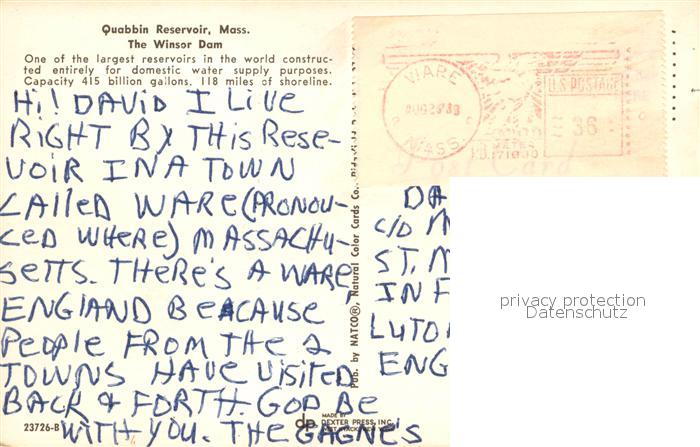 Quabbin Reservoir, Mass.
The Winsor Dam
One of the largest reservoirs in the world construc-
ted entirely for domestic water supply purposes.
Capacity 415 billion gallons. 118 miles of shoreline.
Hi! DAVID I LiVE
RiGHT BY THiS RESE-
VOiR IN A TOWN
CAllED WARE (PRONOU-
CED WHERE) MASSACHU-
SETTS. THERE'S A WARE,
ENGlAND BEACAUSE
PEOPlE FROM THE 2
TOWNS HAVE VISITED
BACK & FORTH. GOD BE
WITH YOU. THE GAGNE'S
23726-B
Pub. by NATCO®, Natural Color Cards Co.,
MADE BY
dp DEXTER PRESS, INC.
WARE
MASS
U.S. POSTAGE
36
DA
C/O M
ST. M
IN F
LUTO
ENG
privacy protection
Datenschutz